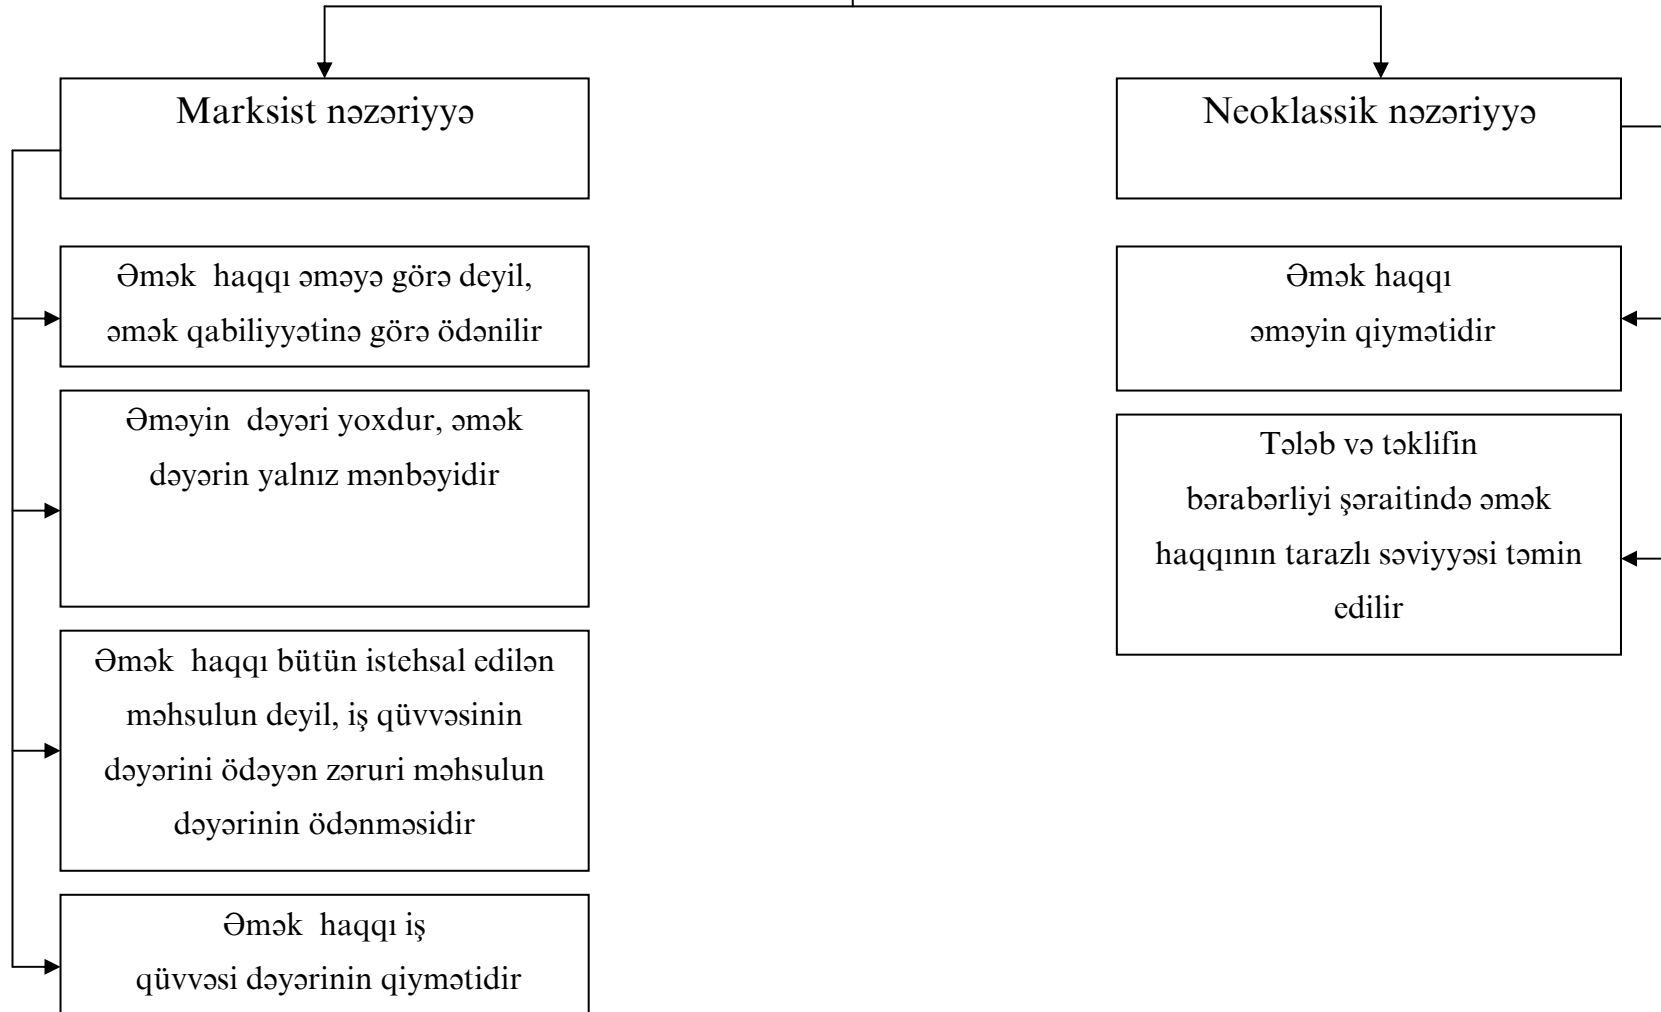 Marksist nəzəriyyə
Əmək haqqı əməyə görə deyil,
əmək qabiliyyətinə görə ödənilir
Əməyin dəyəri yoxdur, əmək
dəyərin yalnız mənbəyidir
Əmək haqqı bütün istehsal edilən
məhsulun deyil, iş qüvvəsinin
dəyərini ödəyən zəruri məhsulun
dəyərinin ödənməsidir
Əmək haqqı iş
qüvvəsi dəyərinin qiymətidir
Neoklassik nəzəriyyə
Əmək haqqı
əməyin qiymətidir
Tələb və təklifin
bərabərliyi şəraitində əmək
haqqının tarazlı səviyyəsi təmin
edilir